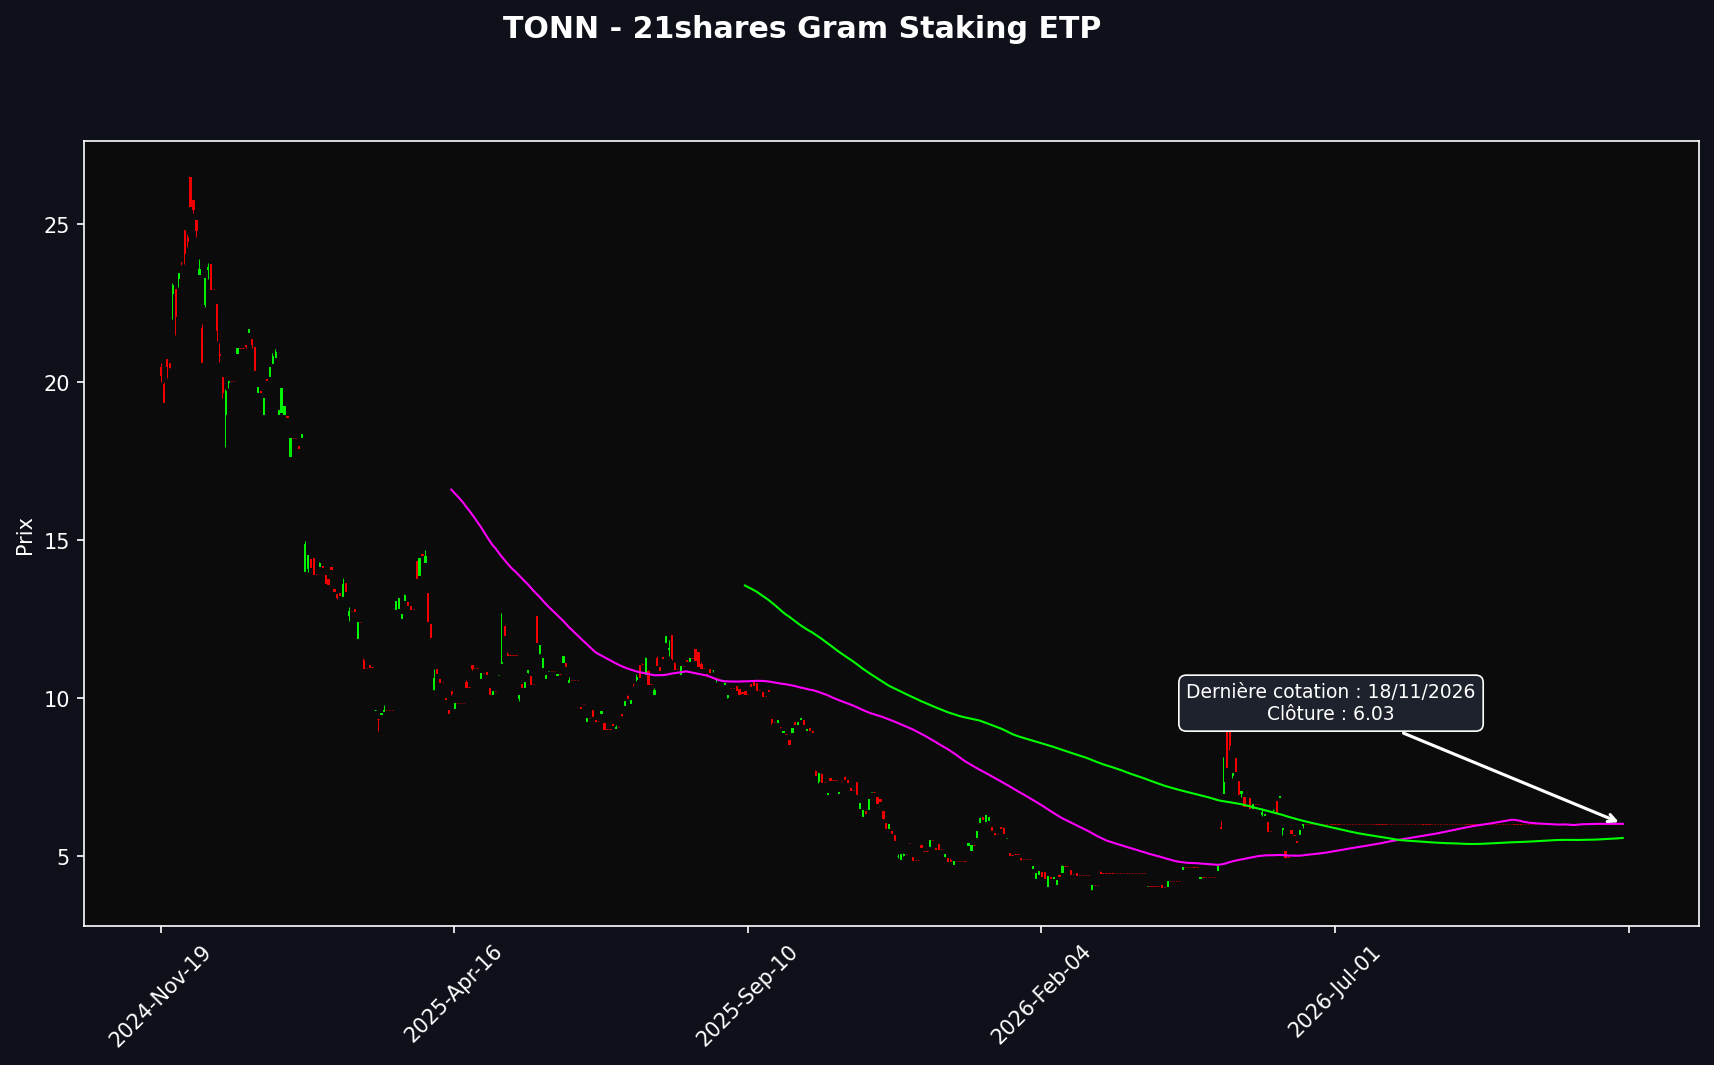 TONN - 21shares Gram Staking ETP
Prix
25
20
15
10
5
Dernière cotation : 18/11/2026
Clôture : 6.03
2024-Nov-19
2025-Apr-16
2025-Sep-10
2026-Feb-04
2026-Jul-01